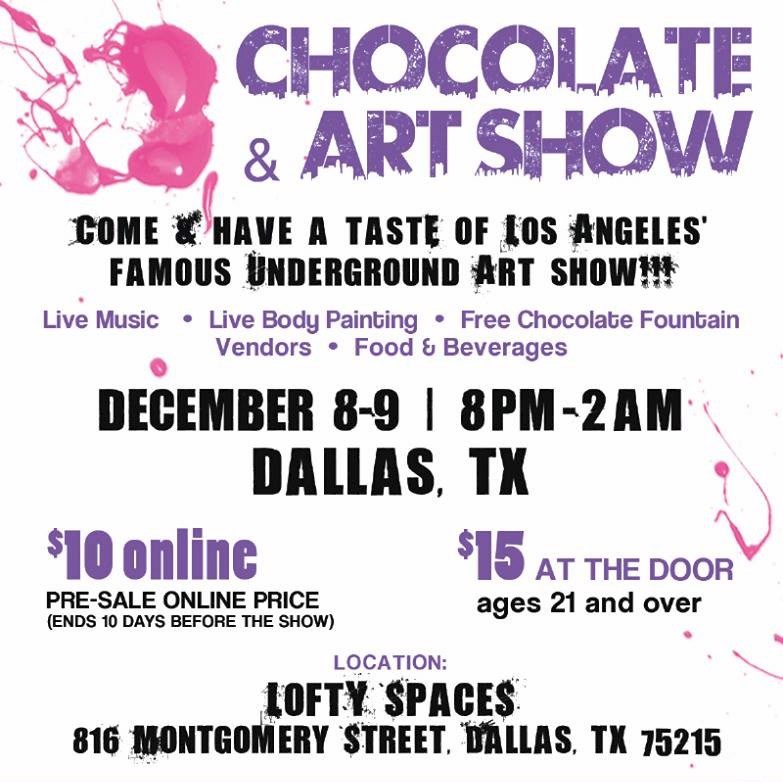 CHOCOLATE
& ART SHOW
COME & HAVE A TASTE OF LOS ANGELES'
FAMOUS UNDERGROUND ART SHOW!!!
Live Music • Live Body Painting • Free Chocolate Fountain
Vendors • Food & Beverages
DECEMBER 8-9 | 8PM-2AM
DALLAS, TX
$10 online
PRE-SALE ONLINE PRICE
(ENDS 10 DAYS BEFORE THE SHOW)
$15 AT THE DOOR
ages 21 and over
LOCATION:
LOFTY SPACES
816 MONTGOMERY STREET, DALLAS, TX 75215